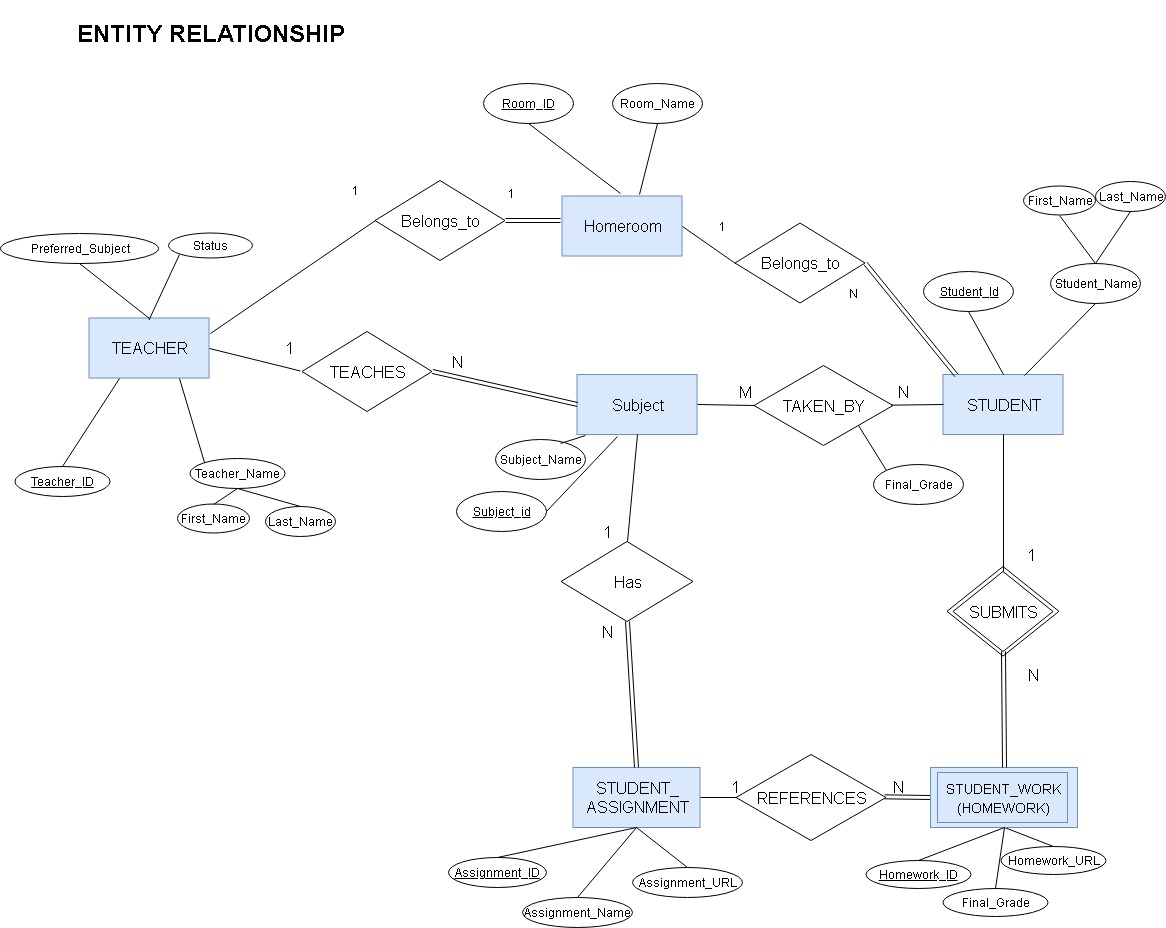 ENTITY RELATIONSHIP
Room_ID
Room_Name
1
Belongs_to
1
Homeroom
1
Belongs_to
N
First_Name
Last_Name
Student_Name
Student_Id
Preferred_Subject
Status
TEACHER
1
TEACHES
N
Subject
M
TAKEN_BY
N
STUDENT
Final_Grade
Subject_Name
Subject_id
Teacher_ID
Teacher_Name
First_Name
Last_Name
1
Has
N
1
SUBMITS
N
STUDENT_
ASSIGNMENT
1
REFERENCES
N
STUDENT_WORK
(HOMEWORK)
Assignment_ID
Assignment_Name
Assignment_URL
Homework_ID
Final_Grade
Homework_URL